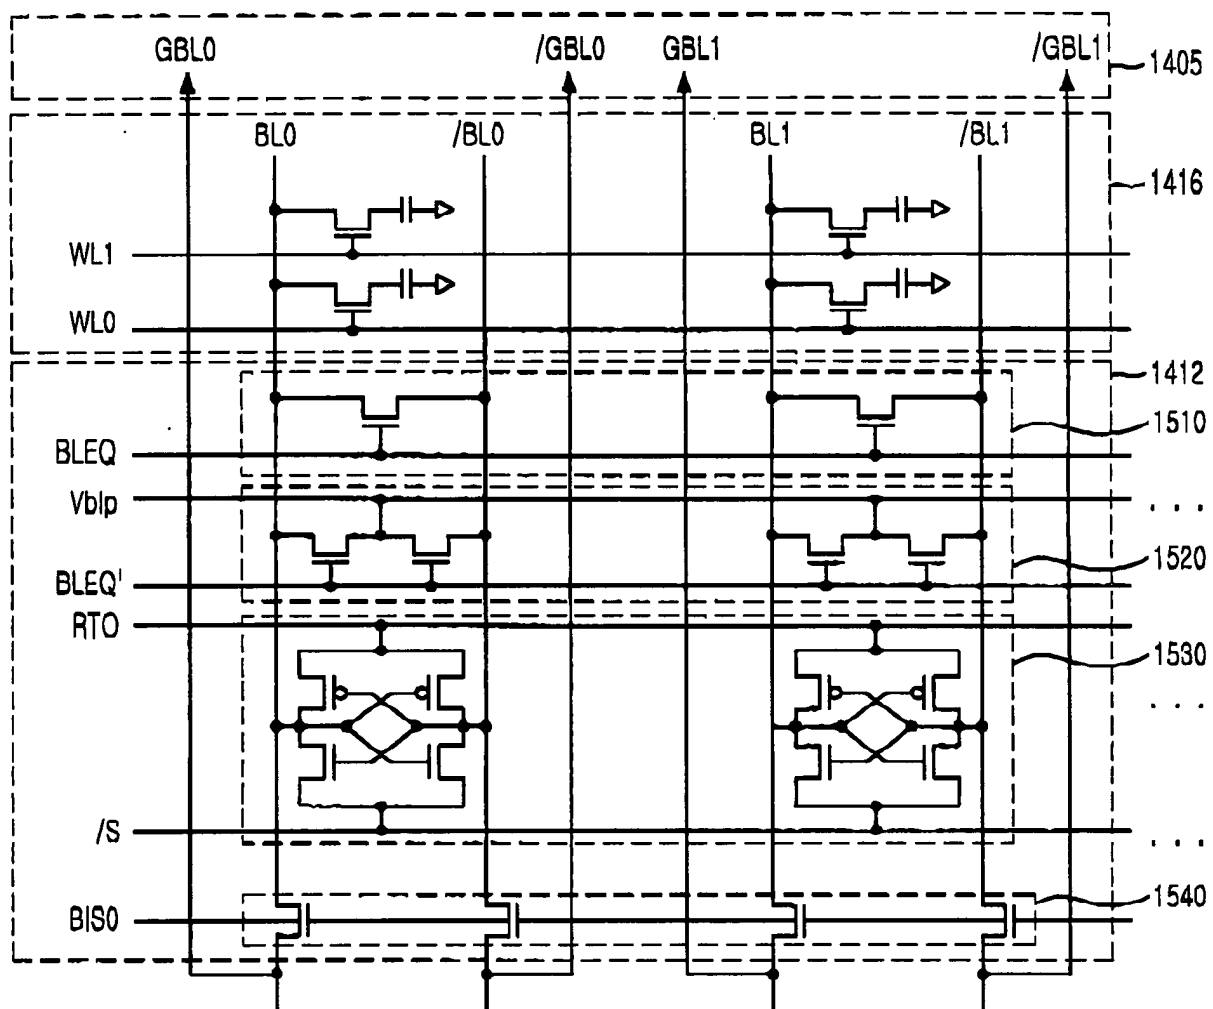 GBL0 /GBL0 GBL1 /GBL1
1405
BL0 /BL0 BL1 /BL1
1416
WL1
WL0
1412
1510
BLEQ
Vblp
. . .
1520
BLEQ'
RTO
1530
. . .
/S
. . .
1540
BIS0